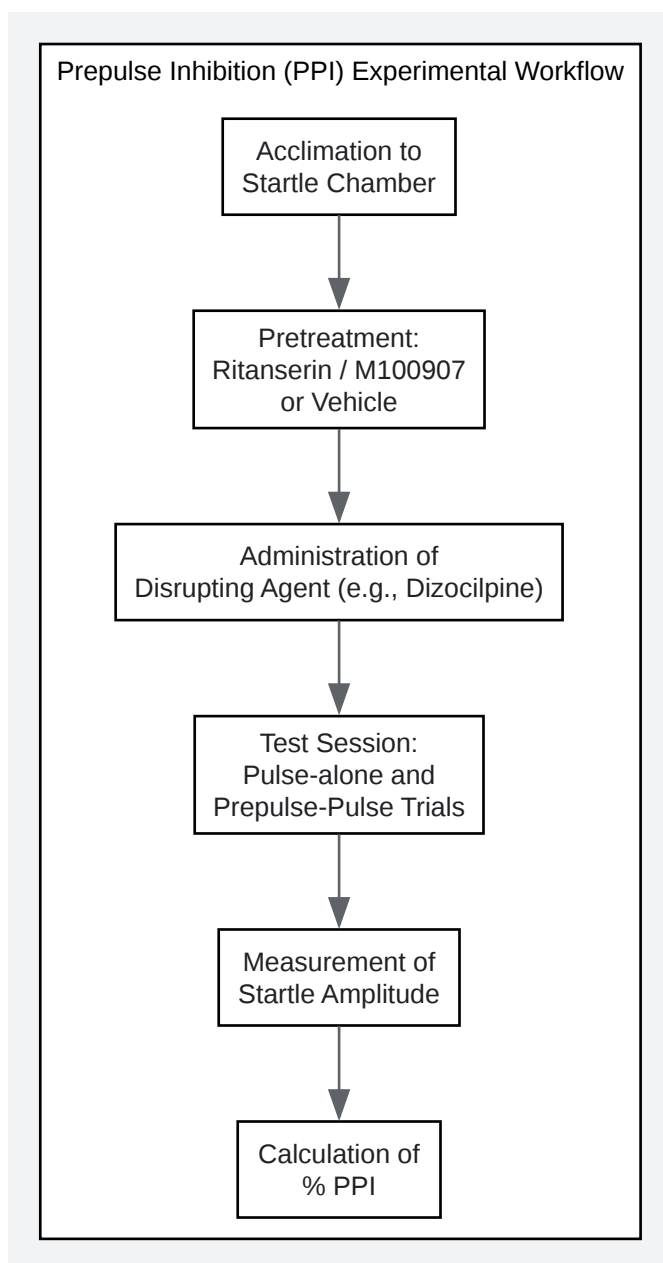 Prepulse Inhibition (PPI) Experimental Workflow
Acclimation to
Startle Chamber
Pretreatment:
Ritanserin / M100907
or Vehicle
Administration of
Disrupting Agent (e.g., Dizocilpine)
Test Session:
Pulse-alone and
Prepulse-Pulse Trials
Measurement of
Startle Amplitude
Calculation of
% PPI